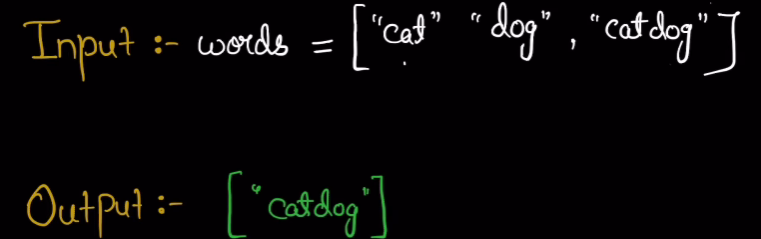 Input :- words = ["cat" "dog", "catdog"]
Output :- ["catdog"]